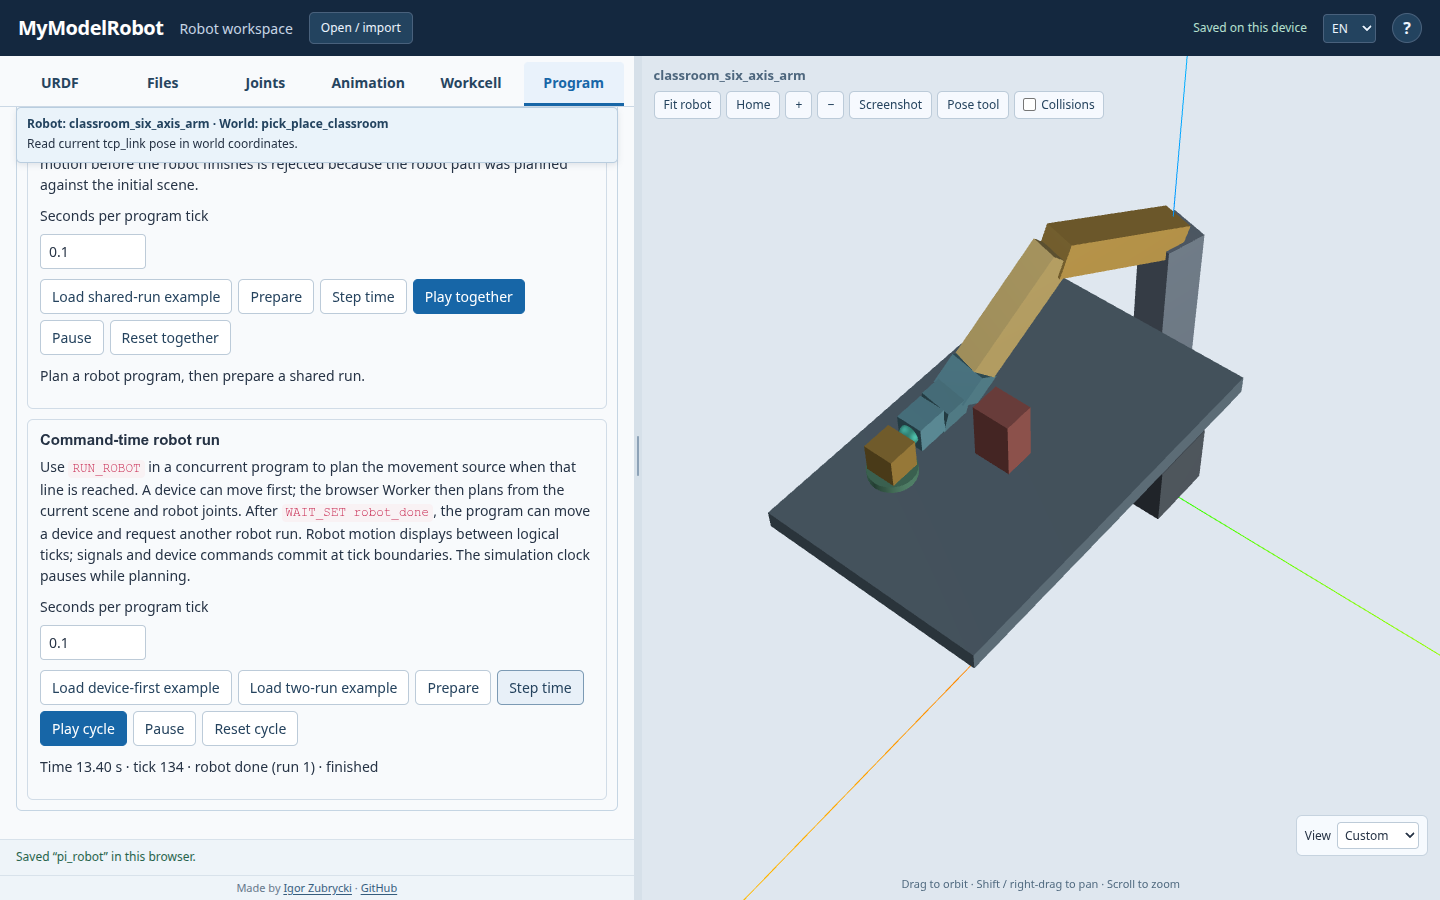 MyModelRobot Robot workspace Open / import Saved on this device EN ?
URDF Files Joints Animation Workcell Program
Robot: classroom_six_axis_arm · World: pick_place_classroom
Read current tcp_link pose in world coordinates.
motion before the robot finishes is rejected because the robot path was planned
against the initial scene.
Seconds per program tick
0.1
Load shared-run example Prepare Step time Play together
Pause Reset together
Plan a robot program, then prepare a shared run.
Command-time robot run
Use RUN_ROBOT in a concurrent program to plan the movement source when that
line is reached. A device can move first; the browser Worker then plans from the
current scene and robot joints. After WAIT_SET robot_done , the program can move
a device and request another robot run. Robot motion displays between logical
ticks; signals and device commands commit at tick boundaries. The simulation clock
pauses while planning.
Seconds per program tick
0.1
Load device-first example Load two-run example Prepare Step time
Play cycle Pause Reset cycle
Time 13.40 s · tick 134 · robot done (run 1) · finished
Saved “pi_robot” in this browser.
Made by Igor Zubrycki · GitHub
classroom_six_axis_arm
Fit robot Home + − Screenshot Pose tool Collisions
View Custom
Drag to orbit · Shift / right-drag to pan · Scroll to zoom